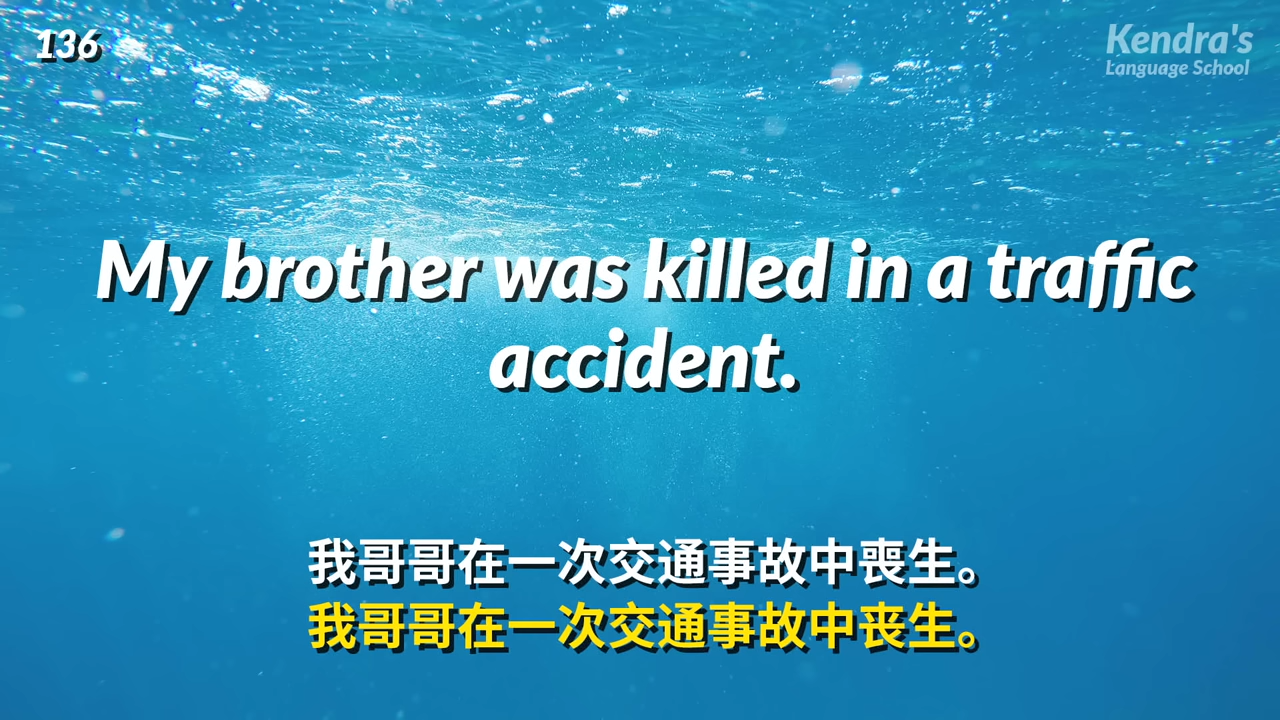 136
Kendra's
Language School
My brother was killed in a traffic
accident.
我哥哥在一次交通事故中喪生。
我哥哥在一次交通事故中丧生。